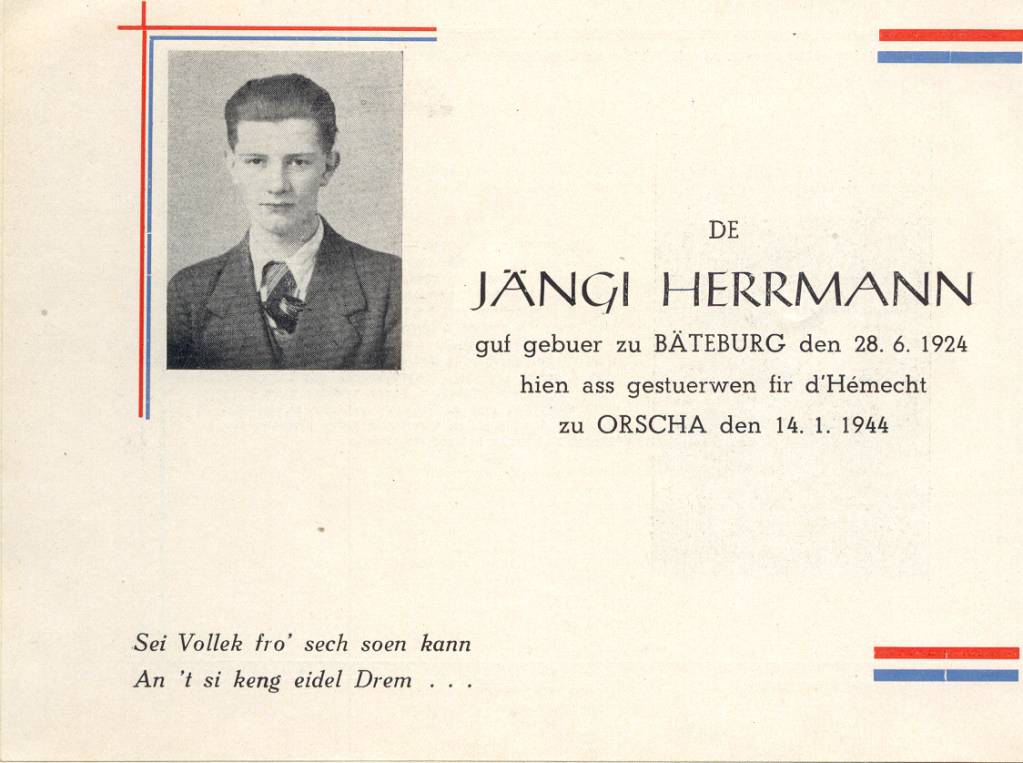 DE
JÄNGI HERRMANN
guf gebuer zu BÄTEBURG den 28. 6. 1924
hien ass gestuerwen fir d'Hémecht
zu ORSCHA den 14. 1. 1944
Sei Vollek fro' sech soen kann
An 't si keng eidel Drem . . .